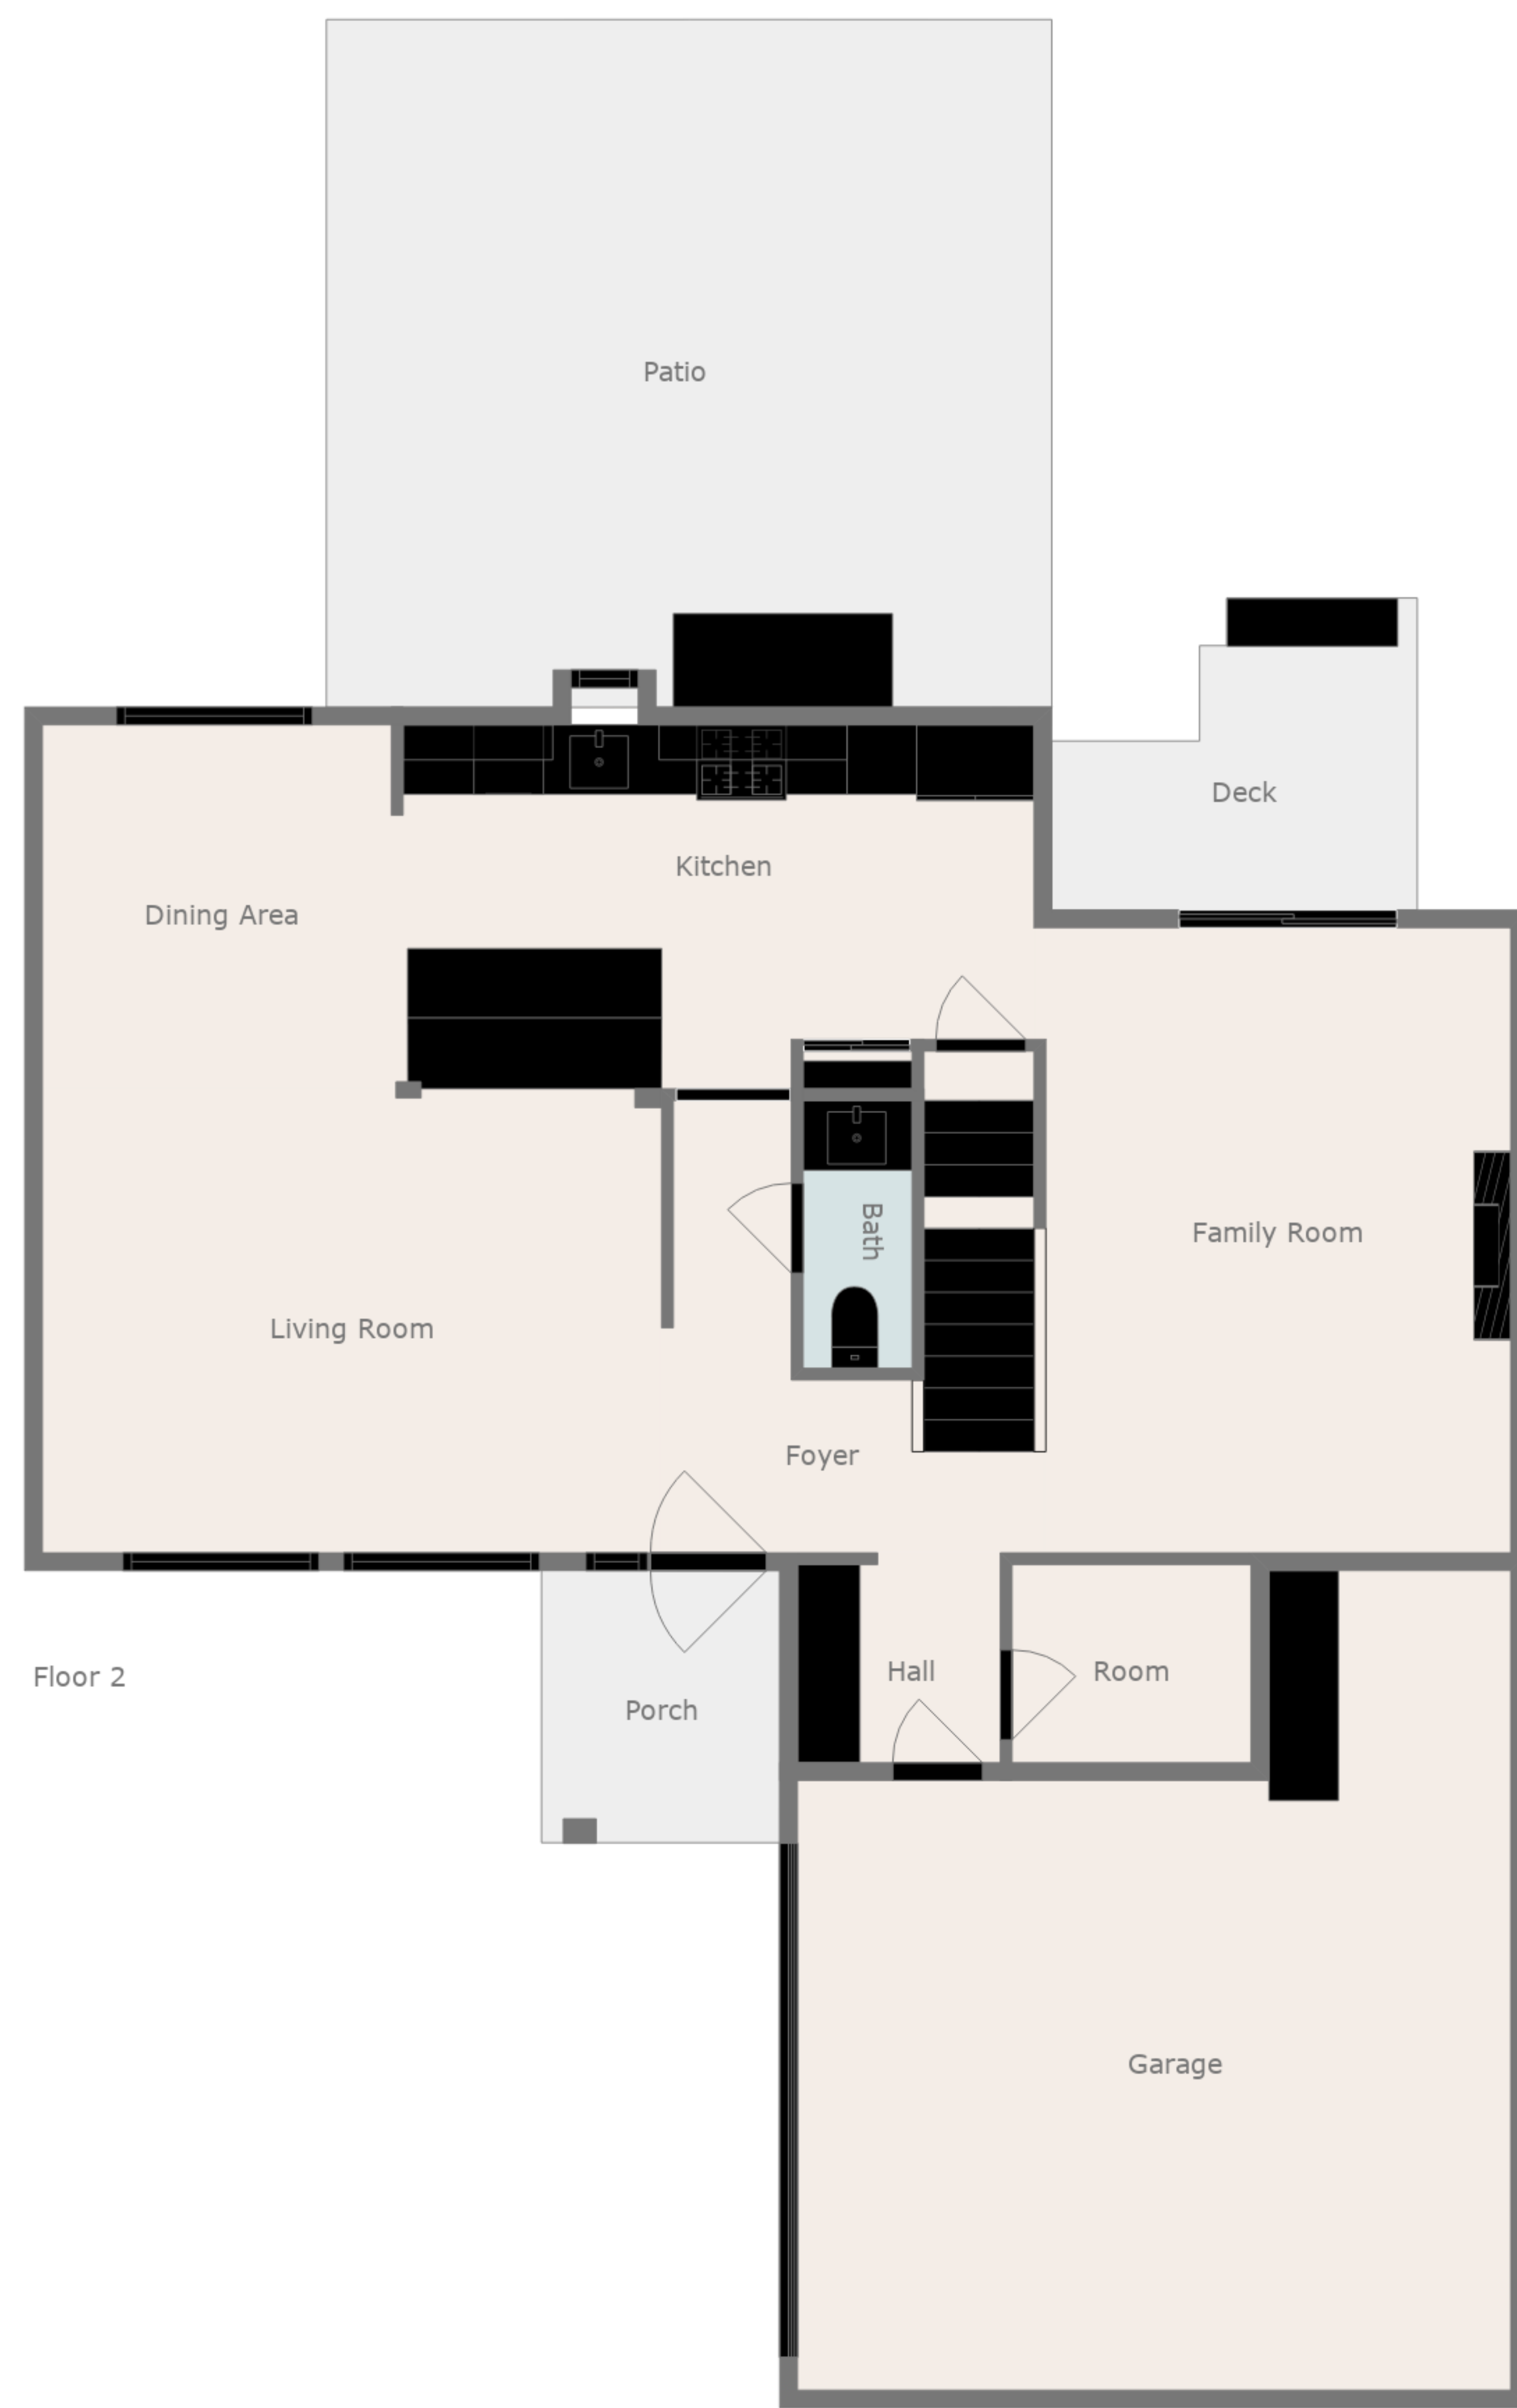 Patio
Deck
Kitchen
Dining Area
Bath
Family Room
Living Room
Foyer
Hall
Room
Floor 2
Porch
Garage